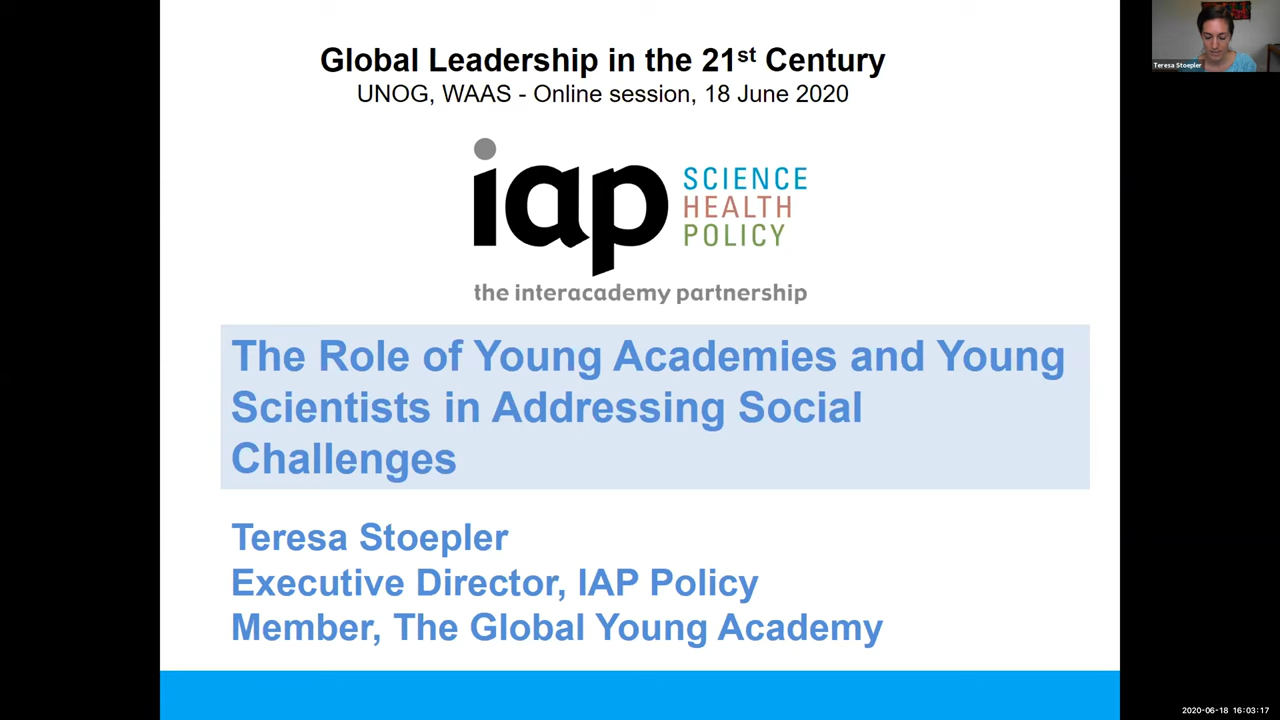 Global Leadership in the 21st Century
UNOG, WAAS - Online session, 18 June 2020
iap
SCIENCE
HEALTH
POLICY
the interacademy partnership
The Role of Young Academies and Young
Scientists in Addressing Social
Challenges
Teresa Stoepler
Executive Director, IAP Policy
Member, The Global Young Academy
Teresa Stoepler
2020-06-18 16:03:17